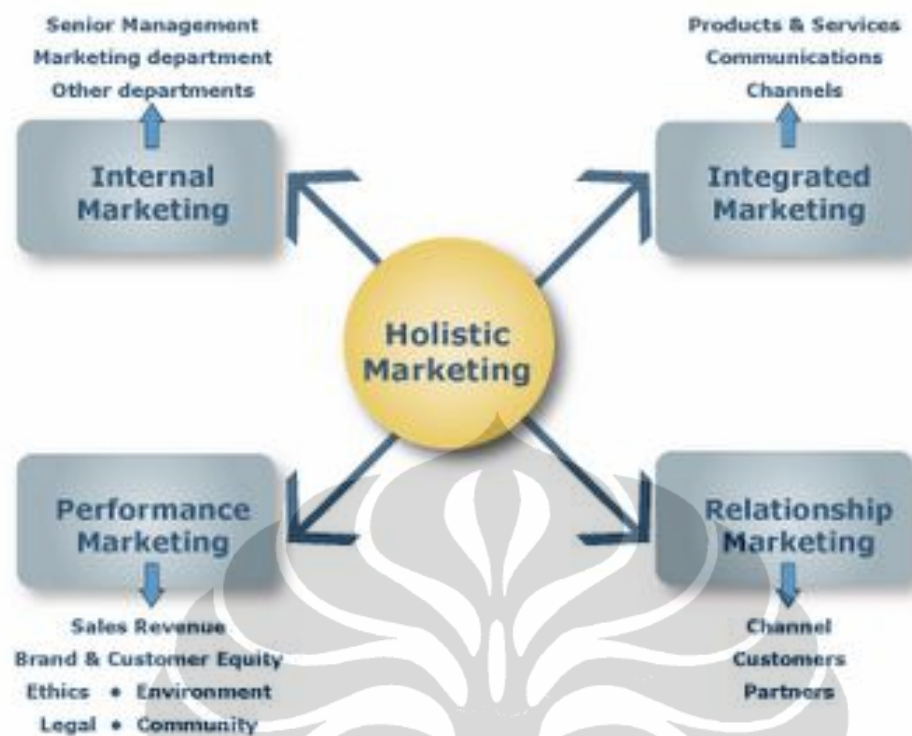 Senior Management
Marketing department
Other departments
Internal
Marketing
Products & Services
Communications
Channels
Integrated
Marketing
Holistic
Marketing
Performance
Marketing
Sales Revenue
Brand & Customer Equity
Ethics • Environment
Legal • Community
Relationship
Marketing
Channel
Customers
Partners